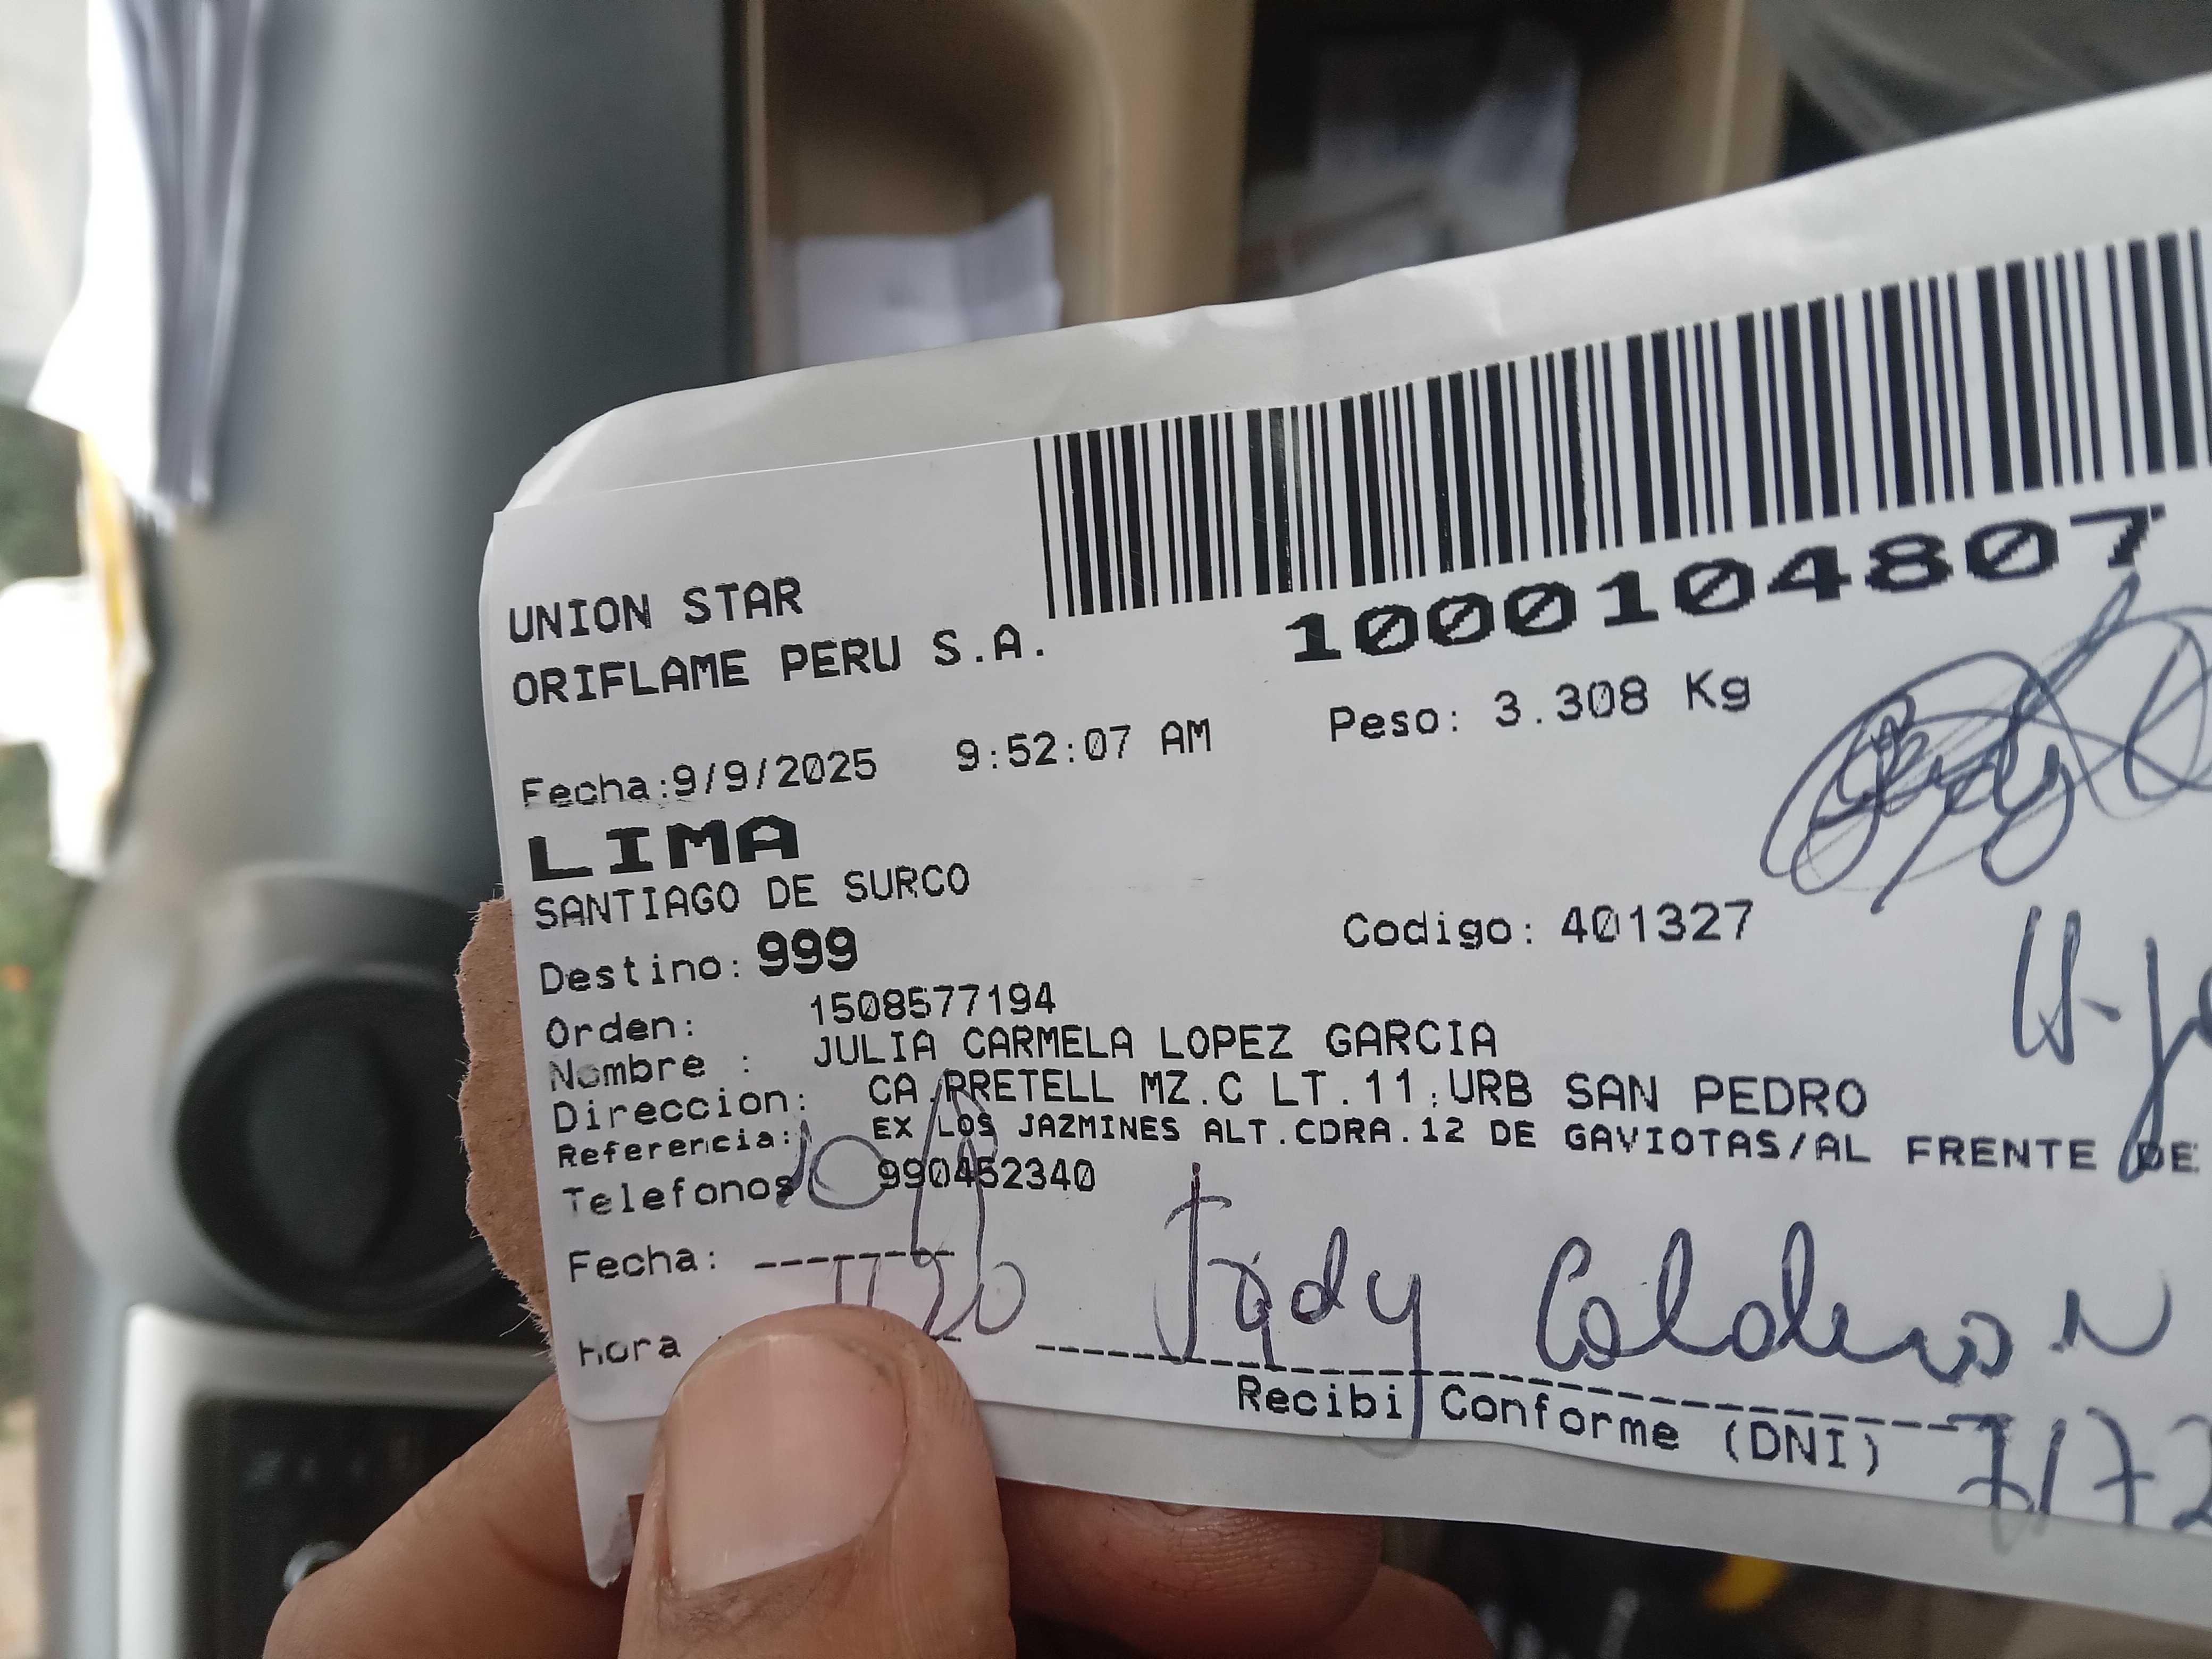 1000104807
UNION STAR
ORIFLAME PERU S.A.
Peso: 3.308 Kg
Fecha:9/9/2025 9:52:07 AM
LIMA
SANTIAGO DE SURCO
Codigo: 401327
Destino: 999
Orden: 1508577194
Nombre : JULIA CARMELA LOPEZ GARCIA
Direccion: CA.PRETELL MZ.C LT.11,URB SAN PEDRO
Referencia: EX LOS JAZMINES ALT.CDRA.12 DE GAVIOTAS/AL FRENTE DE
Telefonos 990452340
Fecha:
Hora
Calderon
Recibi Conforme (DNI) 7172